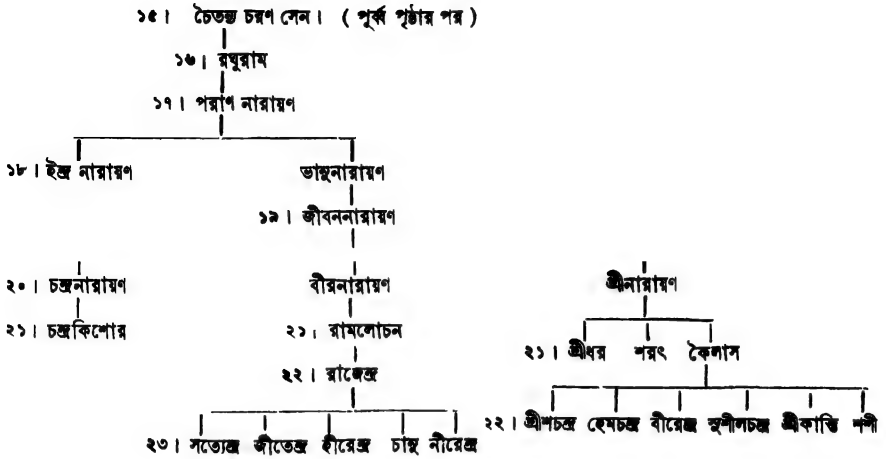 ১৫। চৈতন্য চরণ সেন। ( পূর্ব্ব পৃষ্ঠার পর )
১৬। রঘুরাম
১৭। পরাণ নারায়ণ
১৮। ইন্দ্র নারায়ণ ভানুনারায়ণ
১৯। জীবননারায়ণ
২০। চন্দ্রনারায়ণ বীরনারায়ণ শ্রীনারায়ণ
২১। চন্দ্রকিশোর ২১। রামলোচন ২১। শ্রীধর শরৎ কৈলাস
২২। রাজেন্দ্র
২৩। সত্যেন্দ্র জীতেন্দ্র হীরেন্দ্র চানু নীরেন্দ্র ২২। শ্রীশচন্দ্র হেমচন্দ্র বীরেন্দ্র সুশীলচন্দ্র শ্রীকান্তি শশী